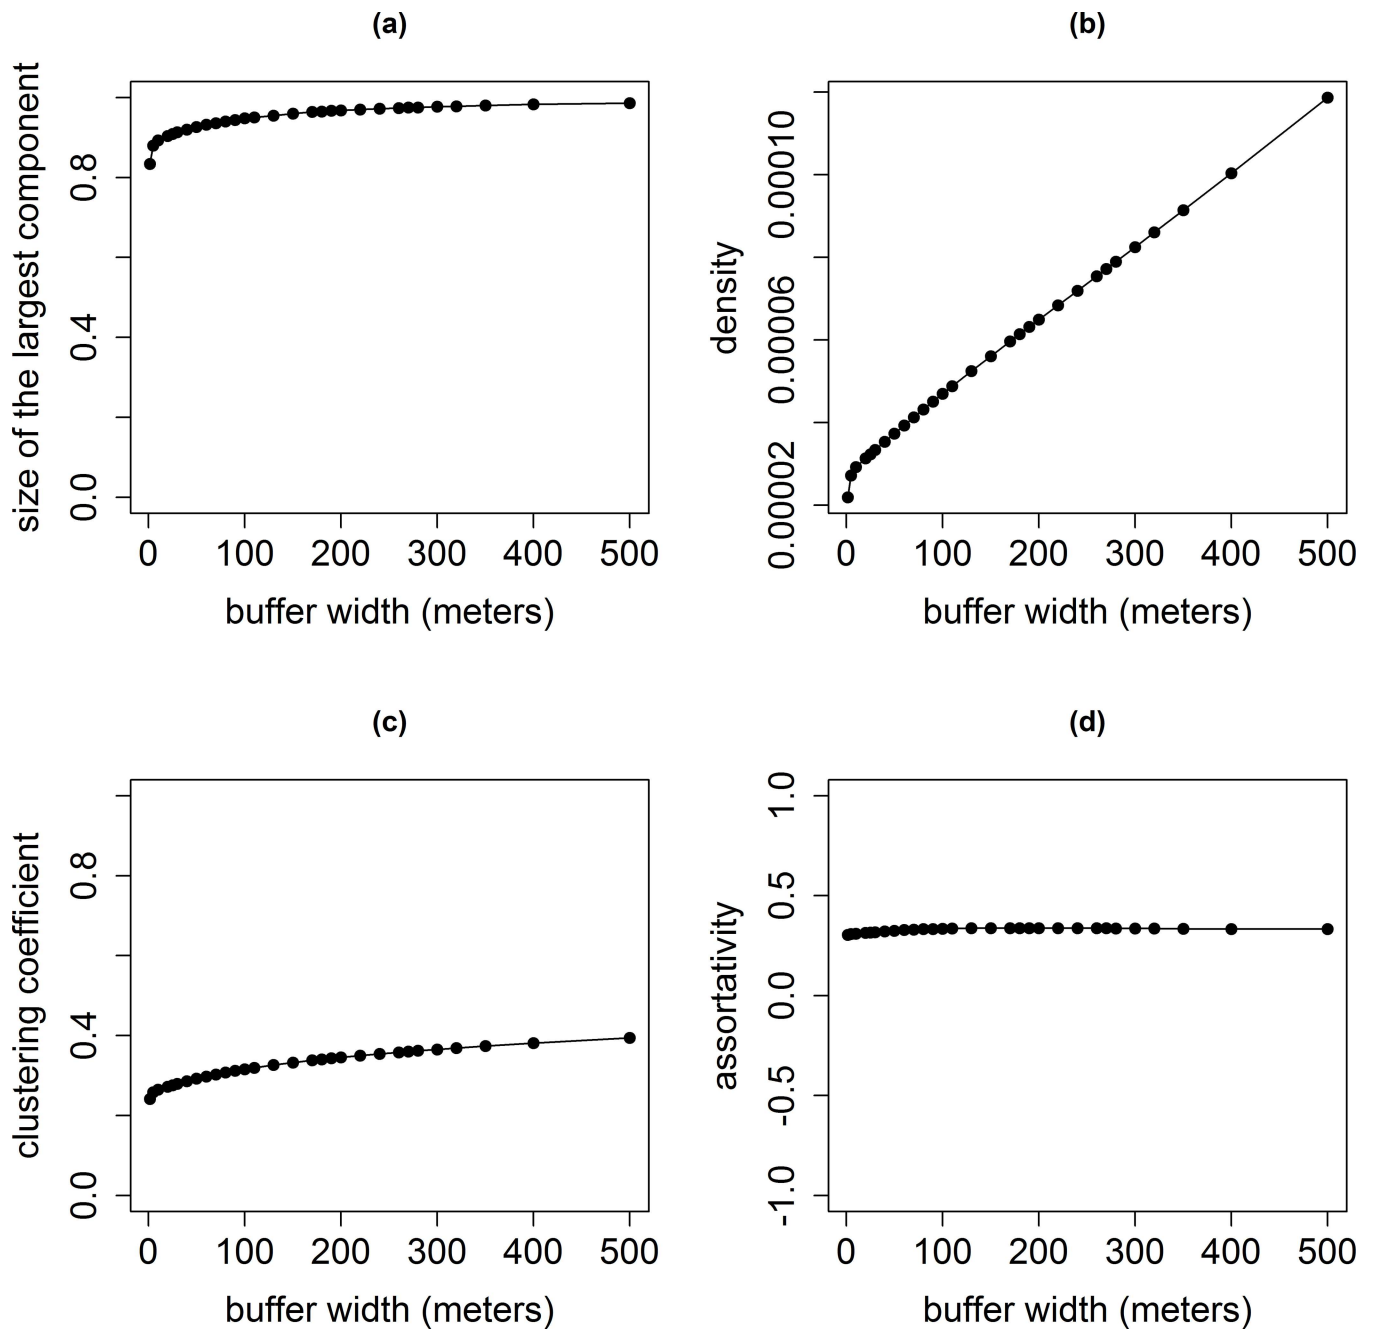 (a)
size of the largest component
0.0 0.4 0.8
0 100 200 300 400 500
buffer width (meters)
(b)
density
0.00002 0.00006 0.00010
0 100 200 300 400 500
buffer width (meters)
(c)
clustering coefficient
0.0 0.4 0.8
0 100 200 300 400 500
buffer width (meters)
(d)
assortativity
-1.0 -0.5 0.0 0.5 1.0
0 100 200 300 400 500
buffer width (meters)